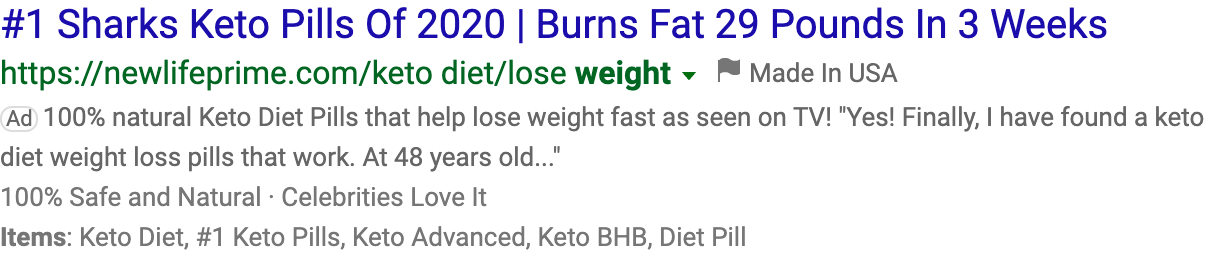 #1 Sharks Keto Pills Of 2020 | Burns Fat 29 Pounds In 3 Weeks
https://newlifeprime.com/keto diet/lose weight Made In USA
Ad 100% natural Keto Diet Pills that help lose weight fast as seen on TV! "Yes! Finally, I have found a keto
diet weight loss pills that work. At 48 years old..."
100% Safe and Natural · Celebrities Love It
Items: Keto Diet, #1 Keto Pills, Keto Advanced, Keto BHB, Diet Pill